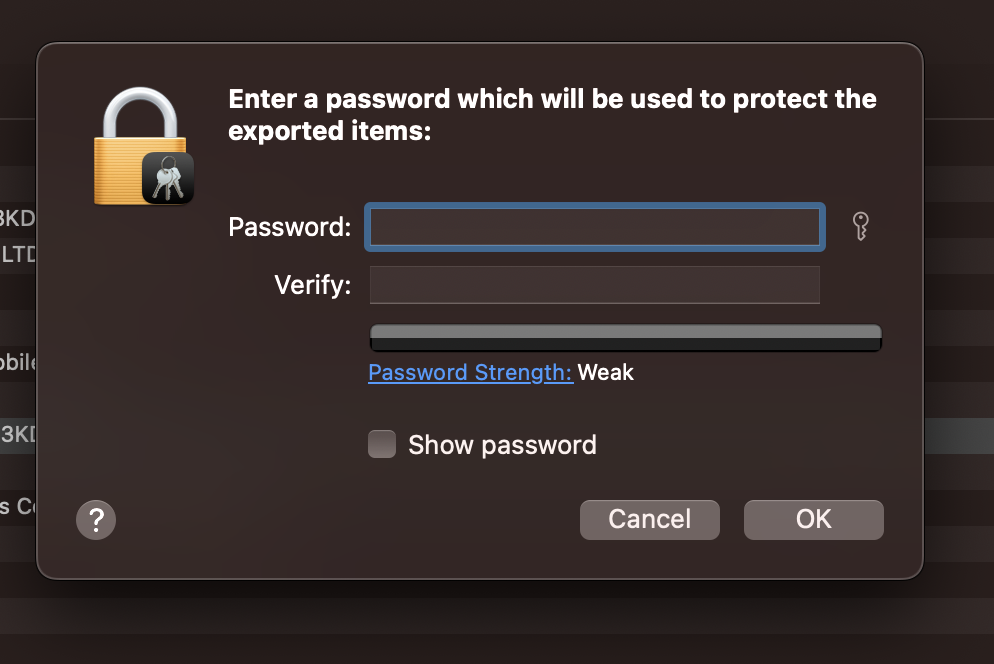 Enter a password which will be used to protect the
exported items:
3KD
Password:
LTD
Verify:
obile
Password Strength: Weak
3KD
Show password
s Co
?
Cancel
OK